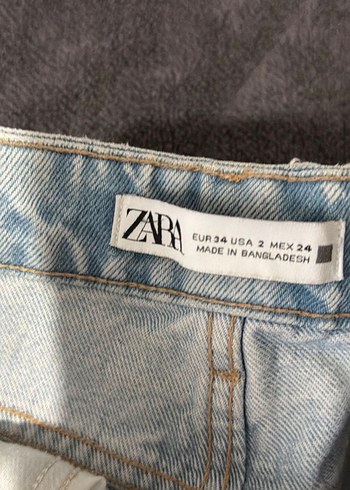 ZARA
EUR 34 USA 2 MEX 24
MADE IN BANGLADESH